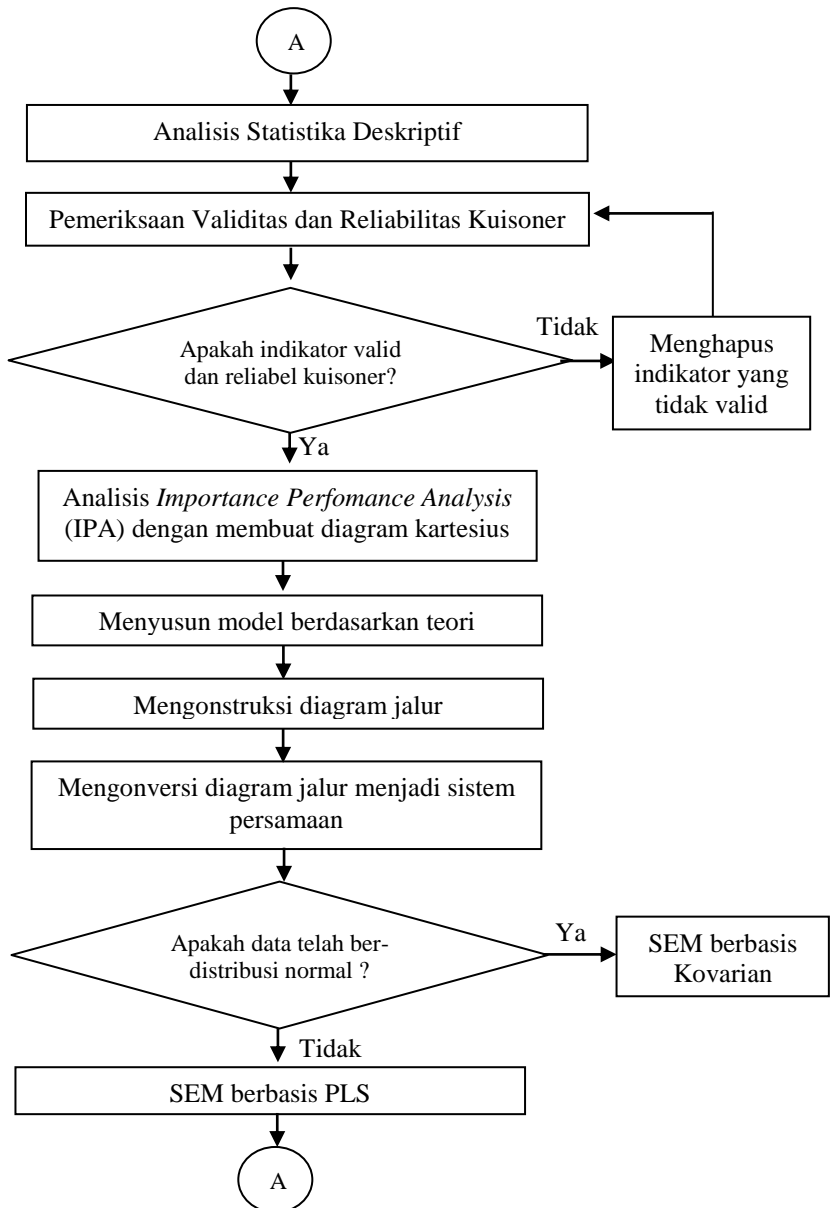 A
Analisis Statistika Deskriptif
Pemeriksaan Validitas dan Reliabilitas Kuisoner
Apakah indikator valid
dan reliabel kuisoner?
Tidak
Menghapus
indikator yang
tidak valid
Ya
Analisis Importance Perfomance Analysis
(IPA) dengan membuat diagram kartesius
Menyusun model berdasarkan teori
Mengonstruksi diagram jalur
Mengonversi diagram jalur menjadi sistem
persamaan
Apakah data telah ber-
distribusi normal ?
Ya
SEM berbasis
Kovarian
Tidak
SEM berbasis PLS
A